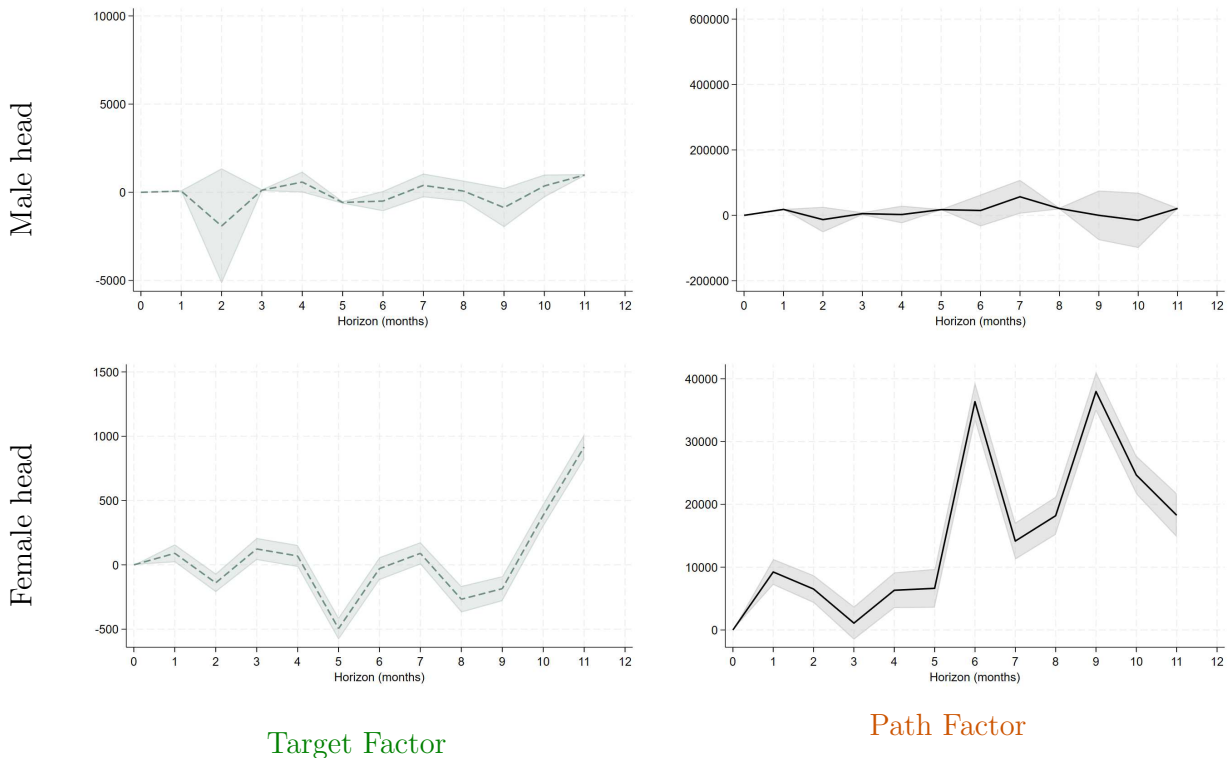 Male head
10000
5000
0
-5000
0 1 2 3 4 5 6 7 8 9 10 11 12
Horizon (months)
600000
400000
200000
0
-200000
0 1 2 3 4 5 6 7 8 9 10 11 12
Horizon (months)
Female head
1500
1000
500
0
-500
0 1 2 3 4 5 6 7 8 9 10 11 12
Horizon (months)
40000
30000
20000
10000
0
0 1 2 3 4 5 6 7 8 9 10 11 12
Horizon (months)
Target Factor
Path Factor